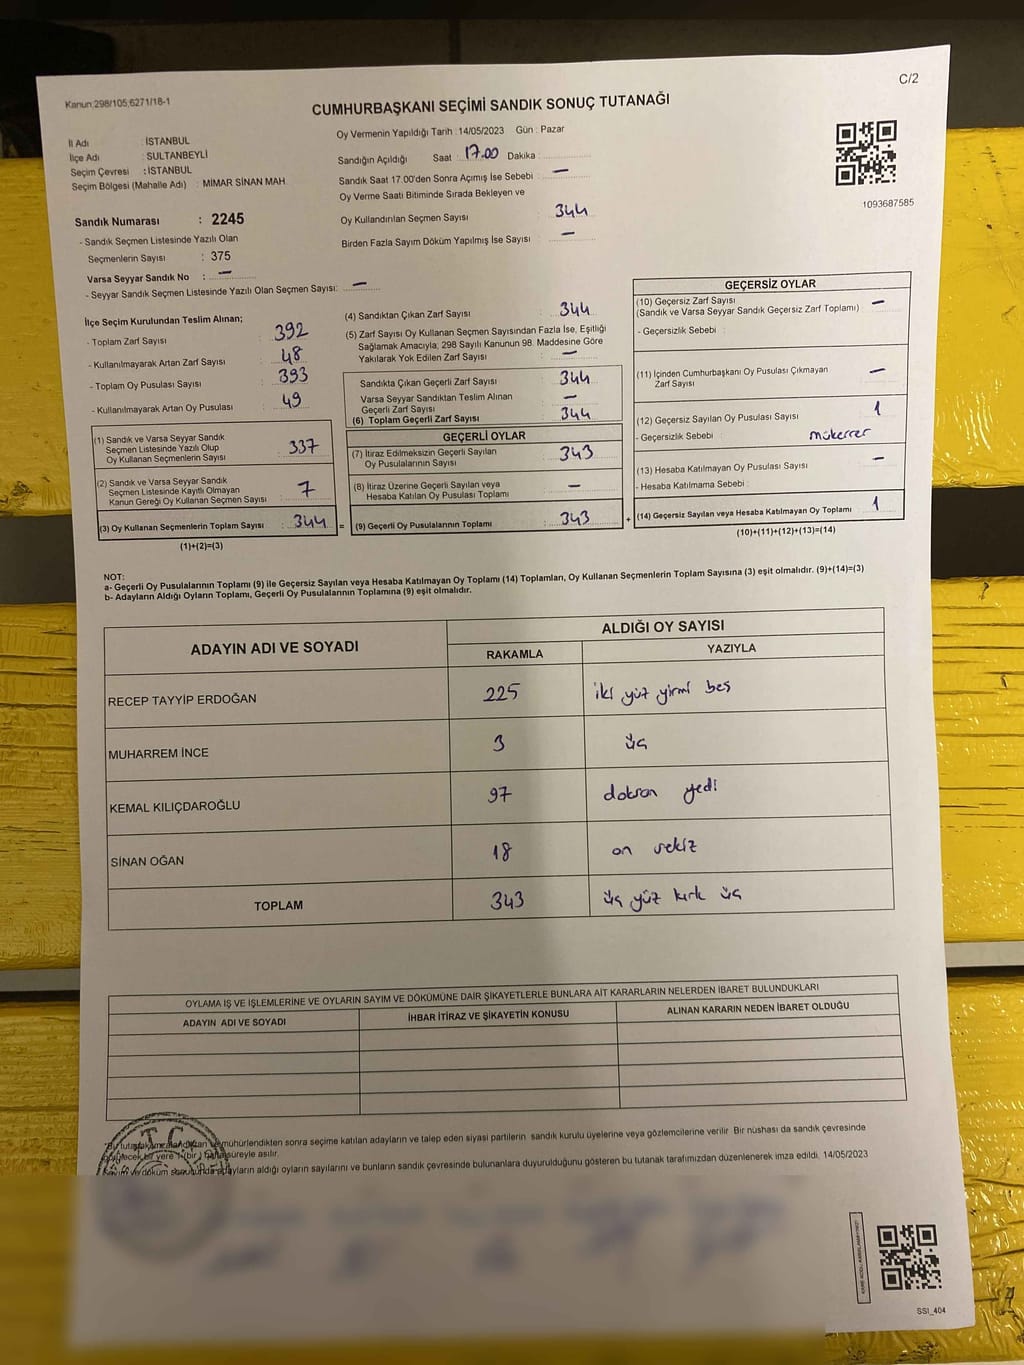 Kanun;298/105;6271/18-1
C/2
CUMHURBAŞKANI SEÇİMİ SANDIK SONUÇ TUTANAĞI
İl Adı : İSTANBUL
İlçe Adı : SULTANBEYLİ
Seçim Çevresi : İSTANBUL
Seçim Bölgesi (Mahalle Adı) : MİMAR SİNAN MAH.
Oy Vermenin Yapıldığı Tarih :14/05/2023 Gün : Pazar
Sandığın Açıldığı Saat : 17.00 Dakika :
Sandık Saat 17.00'den Sonra Açımış İse Sebebi : —
Oy Verme Saati Bitiminde Sırada Bekleyen ve
Oy Kullandırılan Seçmen Sayısı : 344
Birden Fazla Sayım Döküm Yapılmış İse Sayısı : —
1093687585
Sandık Numarası : 2245
- Sandık Seçmen Listesinde Yazılı Olan
Seçmenlerin Sayısı : 375
Varsa Seyyar Sandık No : —
- Seyyar Sandık Seçmen Listesinde Yazılı Olan Seçmen Sayısı: —
İlçe Seçim Kurulundan Teslim Alınan;
- Toplam Zarf Sayısı : 392
- Kullanılmayarak Artan Zarf Sayısı : 48
- Toplam Oy Pusulası Sayısı : 393
- Kullanılmayarak Artan Oy Pusulası : 49
(1) Sandık ve Varsa Seyyar Sandık
Seçmen Listesinde Yazılı Olup
Oy Kullanan Seçmenlerin Sayısı : 337
(2) Sandık ve Varsa Seyyar Sandık
Seçmen Listesinde Kayıtlı Olmayan
Kanun Gereği Oy Kullanan Seçmen Sayısı : 7
(3) Oy Kullanan Seçmenlerin Toplam Sayısı : 344 =
(1)+(2)=(3)
(4) Sandıktan Çıkan Zarf Sayısı : 344
(5) Zarf Sayısı Oy Kullanan Seçmen Sayısından Fazla İse, Eşitliği
Sağlamak Amacıyla, 298 Sayılı Kanunun 98. Maddesine Göre
Yakılarak Yok Edilen Zarf Sayısı : —
Sandıkta Çıkan Geçerli Zarf Sayısı : 344
Varsa Seyyar Sandıktan Teslim Alınan
Geçerli Zarf Sayısı : —
(6) Toplam Geçerli Zarf Sayısı : 344
GEÇERLİ OYLAR
(7) İtiraz Edilmeksizin Geçerli Sayılan
Oy Pusulalarının Sayısı : 343
(8) İtiraz Üzerine Geçerli Sayılan veya
Hesaba Katılan Oy Pusulası Toplamı : —
(9) Geçerli Oy Pusulalarının Toplamı : 343 +
GEÇERSİZ OYLAR
(10) Geçersiz Zarf Sayısı : —
(Sandık ve Varsa Seyyar Sandık Geçersiz Zarf Toplamı)
- Geçersizlik Sebebi :
(11) İçinden Cumhurbaşkanı Oy Pusulası Çıkmayan
Zarf Sayısı : —
(12) Geçersiz Sayılan Oy Pusulası Sayısı : 1
- Geçersizlik Sebebi : mükerrer
(13) Hesaba Katılmayan Oy Pusulası Sayısı : —
- Hesaba Katılmama Sebebi :
(14) Geçersiz Sayılan veya Hesaba Katılmayan Oy Toplamı : 1
(10)+(11)+(12)+(13)=(14)
NOT:
a- Geçerli Oy Pusulalarının Toplamı (9) ile Geçersiz Sayılan veya Hesaba Katılmayan Oy Toplamı (14) Toplamları, Oy Kullanan Seçmenlerin Toplam Sayısına (3) eşit olmalıdır. (9)+(14)=(3)
b- Adayların Aldığı Oyların Toplamı, Geçerli Oy Pusulalarının Toplamına (9) eşit olmalıdır.
ADAYIN ADI VE SOYADI
ALDIĞI OY SAYISI
RAKAMLA YAZIYLA
RECEP TAYYİP ERDOĞAN 225 iki yüz yirmi beş
MUHARREM İNCE 3 üç
KEMAL KILIÇDAROĞLU 97 doksan yedi
SİNAN OĞAN 18 on sekiz
TOPLAM 343 üç yüz kırk üç
OYLAMA İŞ VE İŞLEMLERİNE VE OYLARIN SAYIM VE DÖKÜMÜNE DAİR ŞİKAYETLERLE BUNLARA AİT KARARLARIN NELERDEN İBARET BULUNDUKLARI
ADAYIN ADI VE SOYADI
İHBAR İTİRAZ VE ŞİKAYETİN KONUSU
ALINAN KARARIN NEDEN İBARET OLDUĞU
T.C.
mühürlendikten sonra seçime katılan adayların ve talep eden siyasi partilerin sandık kurulu üyelerine veya gözlemcilerine verilir. Bir nüshası da sandık çevresinde
yere 1 (bir) süreyle asılır.
Sayım ve döküm adayların aldığı oyların sayılarını ve bunların sandık çevresinde bulunanlara duyurulduğunu gösteren bu tutanak tarafımızdan düzenlenerek imza edildi. 14/05/2023
SSI_404